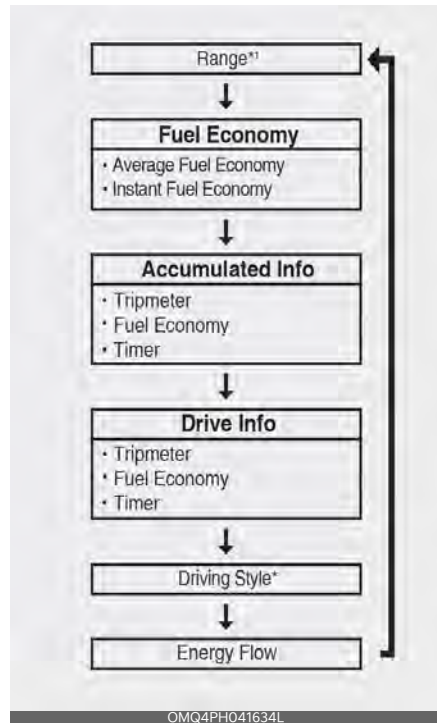 Range*¹
Fuel Economy
· Average Fuel Economy
· Instant Fuel Economy
Accumulated Info
· Tripmeter
· Fuel Economy
· Timer
Drive Info
· Tripmeter
· Fuel Economy
· Timer
Driving Style*
Energy Flow
OMQ4PH041634L